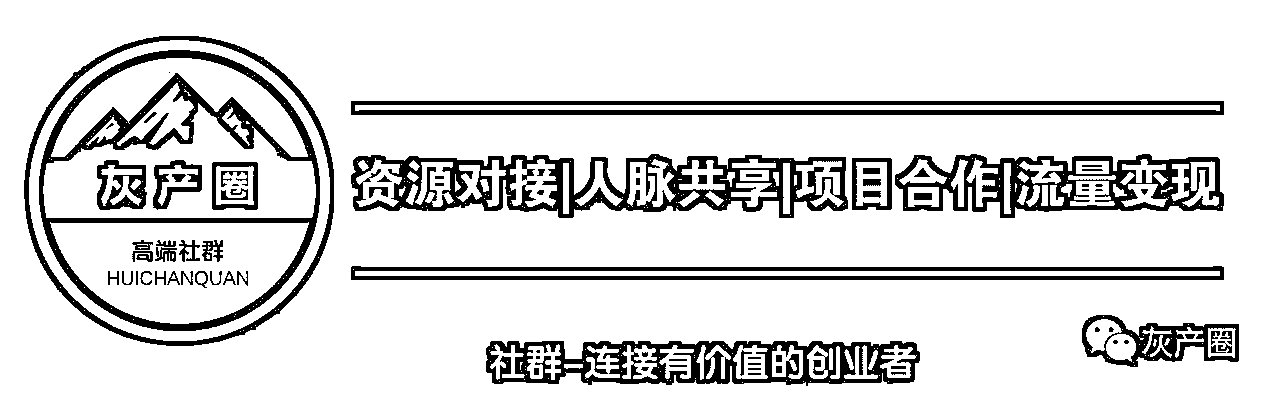 灰产圈
高端社群
HUICHANQUAN
资源对接|人脉共享|项目合作|流量变现
社群-连接有价值的创业者
灰产圈